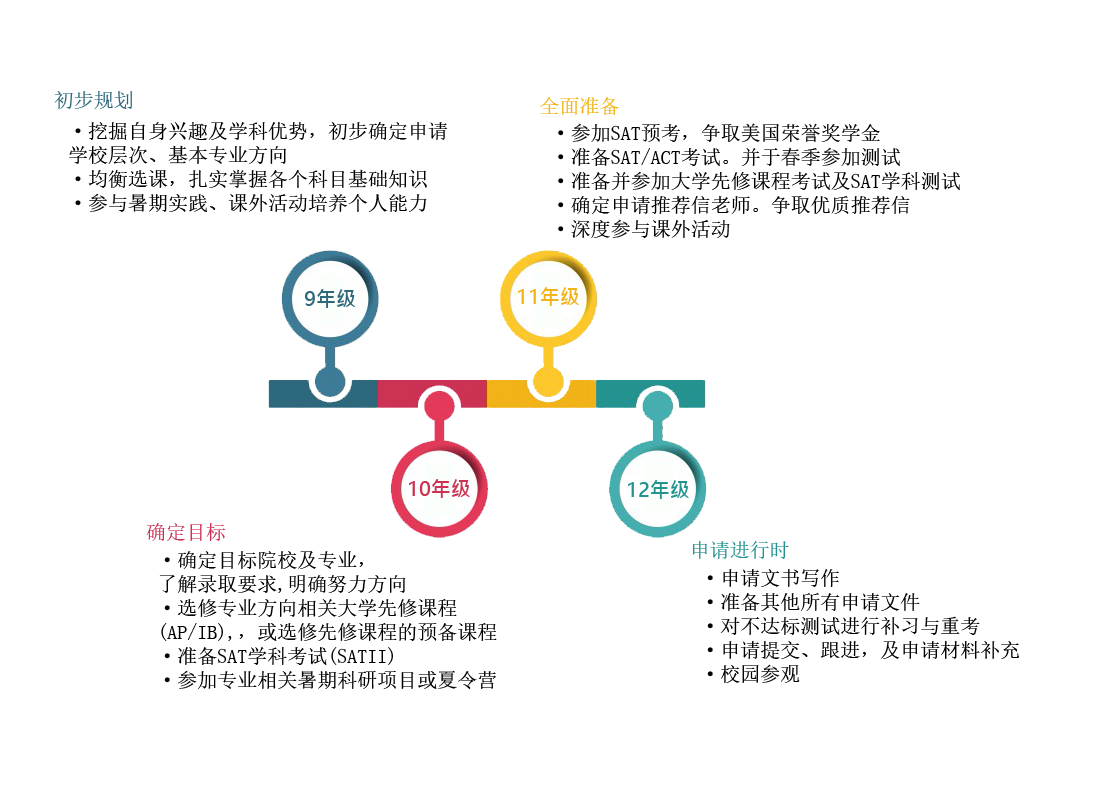 初步规划
•挖掘自身兴趣及学科优势，初步确定申请
学校层次、基本专业方向
•均衡选课，扎实掌握各个科目基础知识
•参与暑期实践、课外活动培养个人能力
全面准备
•参加SAT预考，争取美国荣誉奖学金
•准备SAT/ACT考试。并于春季参加测试
•准备并参加大学先修课程考试及SAT学科测试
•确定申请推荐信老师。争取优质推荐信
•深度参与课外活动
9年级
11年级
10年级
12年级
确定目标
•确定目标院校及专业，
了解录取要求,明确努力方向
•选修专业方向相关大学先修课程
(AP/IB),，或选修先修课程的预备课程
•准备SAT学科考试(SATII)
•参加专业相关暑期科研项目或夏令营
申请进行时
•申请文书写作
•准备其他所有申请文件
•对不达标测试进行补习与重考
•申请提交、跟进，及申请材料补充
•校园参观